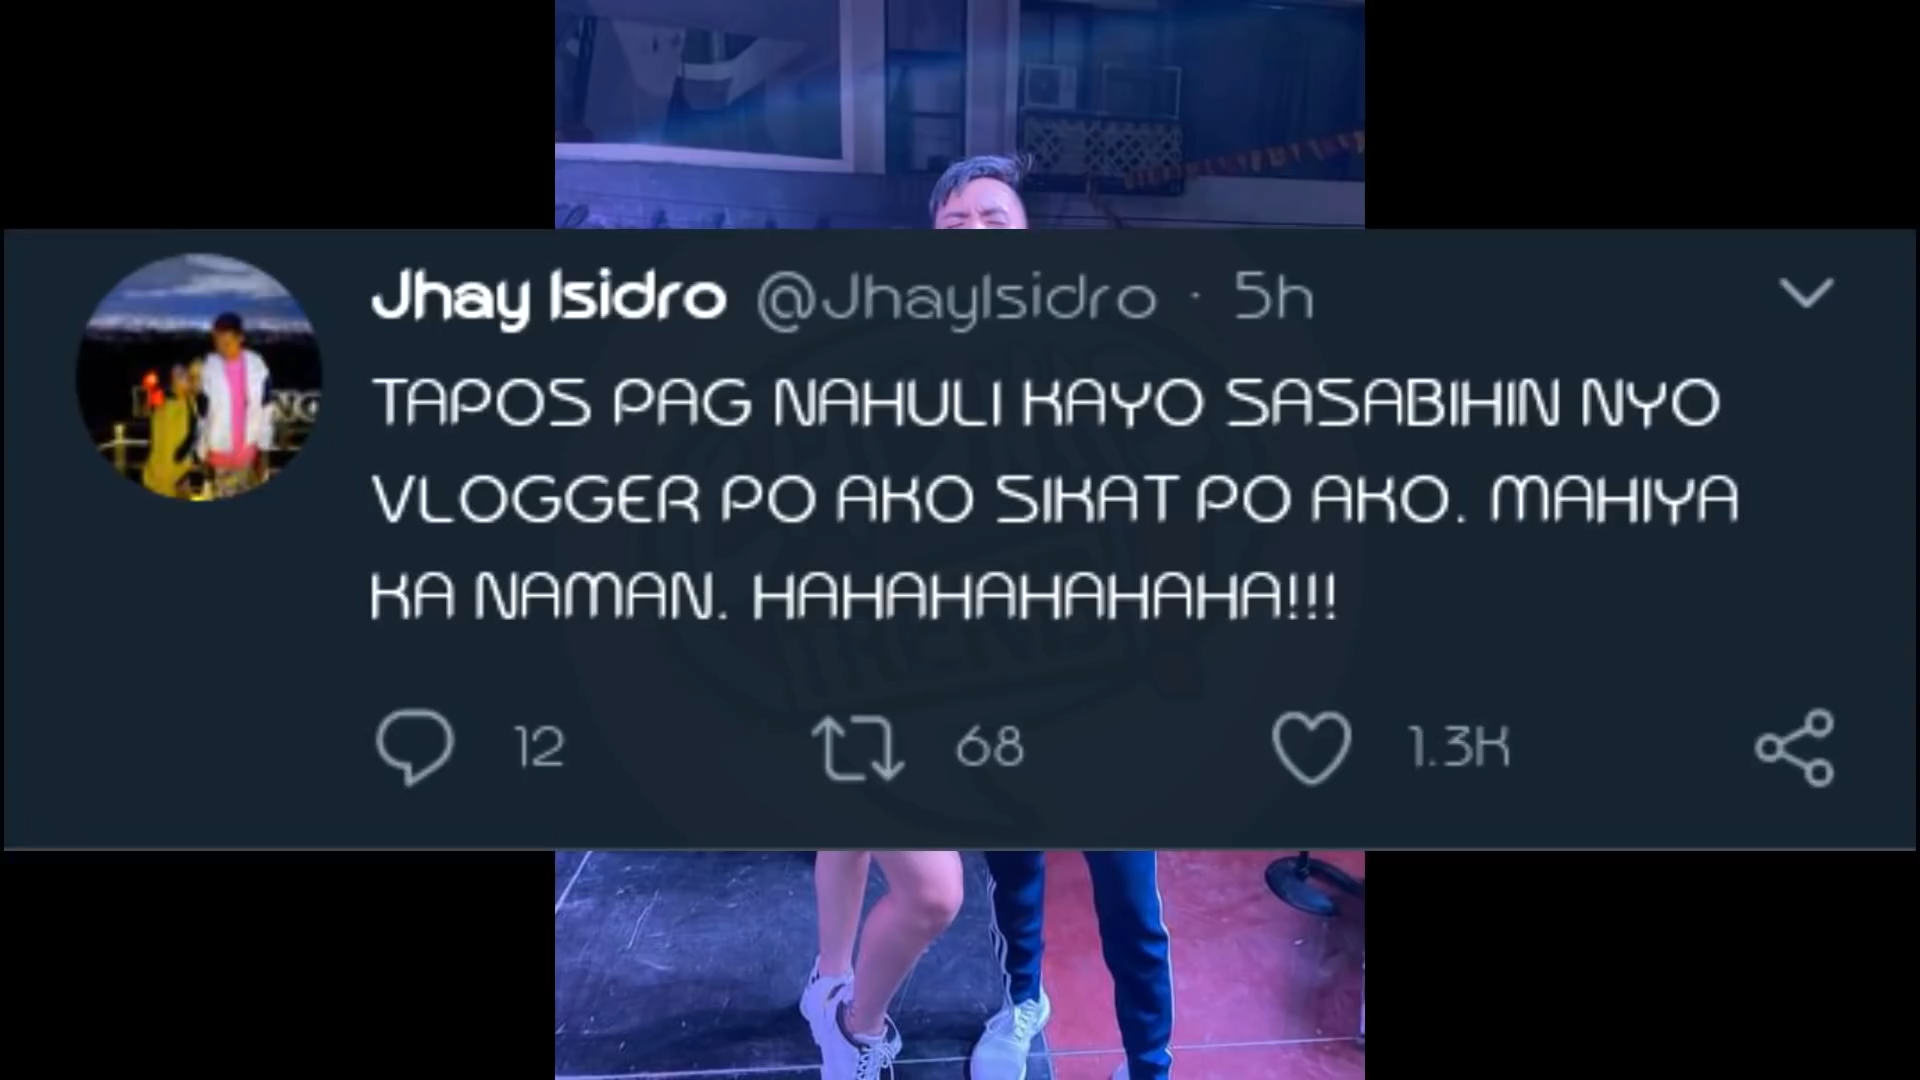 Jhay Isidro @JhayIsidro · 5h
TAPOS PAG NAHULI KAYO SASABIHIN NYO
VLOGGER PO AKO SIKAT PO AKO. MAHIYA
KA NAMAN. HAHAHAHAHAHA!!!
12 68 1.3K